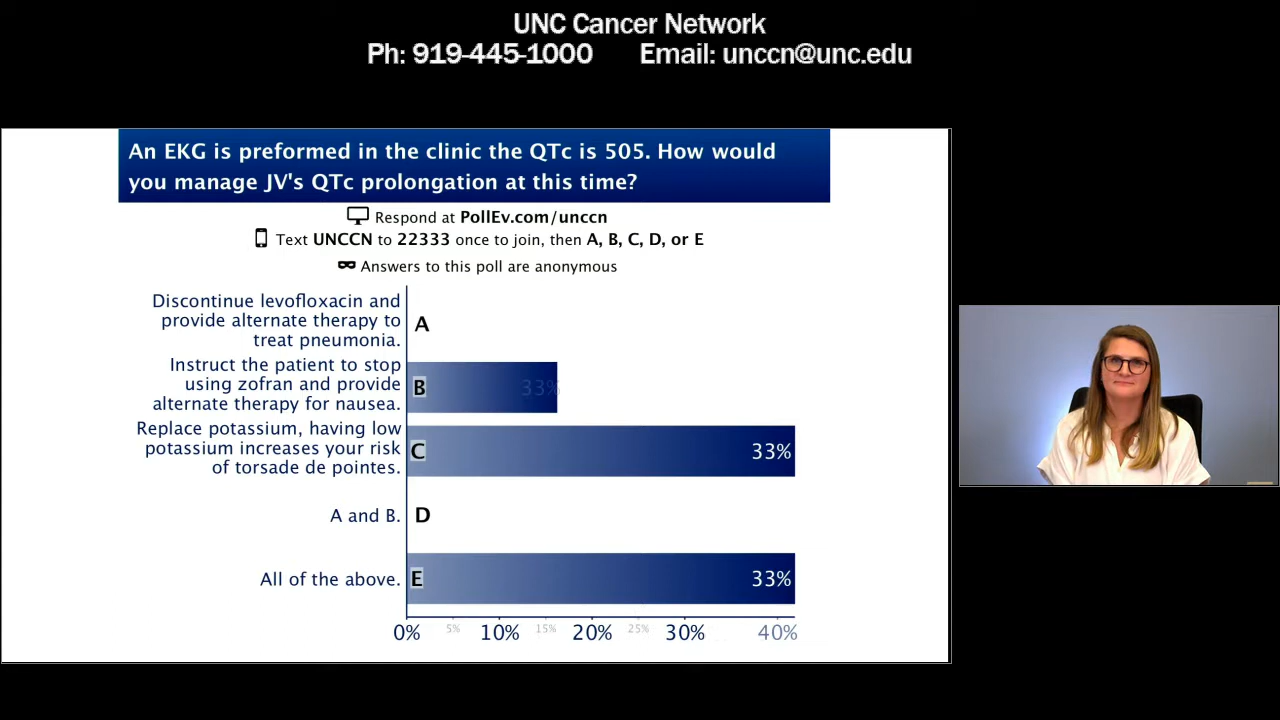 UNC Cancer Network
Ph: 919-445-1000 Email: unccn@unc.edu
An EKG is preformed in the clinic the QTc is 505. How would
you manage JV's QTc prolongation at this time?
Respond at PollEv.com/unccn
Text UNCCN to 22333 once to join, then A, B, C, D, or E
Answers to this poll are anonymous
Discontinue levofloxacin and
provide alternate therapy to
treat pneumonia.
A
Instruct the patient to stop
using zofran and provide
alternate therapy for nausea.
B 33%
Replace potassium, having low
potassium increases your risk
of torsade de pointes.
C 33%
A and B. D
All of the above. E 33%
0% 5% 10% 15% 20% 25% 30% 40%